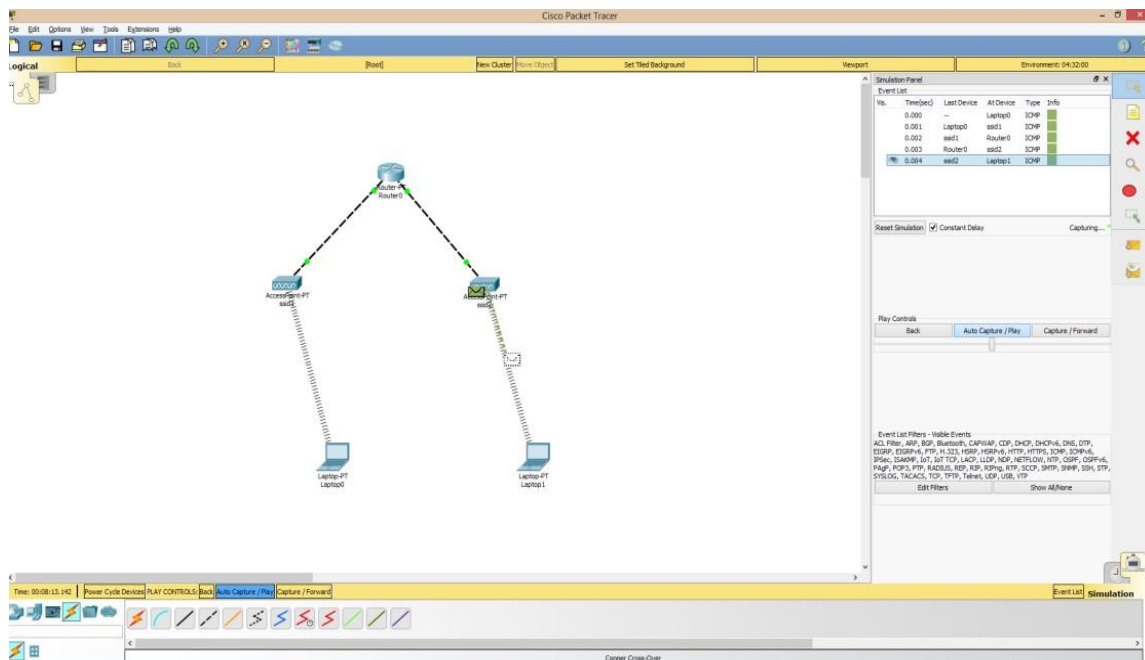 Cisco Packet Tracer
File Edit Options View Tools Extensions Help
Logical Back [Root] New Cluster Move Object Set Tiled Background Viewport Environment: 04:32:00
Router-PT
Router0
AccessPoint-PT
AccessPoint-PT
Laptop-PT
Laptop0
Laptop-PT
Laptop1
Simulation Panel
Event List
Vis. Time(sec) Last Device At Device Type Info
0.000 -- Laptop0 ICMP
0.001 Laptop0 ssid1 ICMP
0.002 ssid1 Router0 ICMP
0.003 Router0 ssid2 ICMP
0.004 ssid2 Laptop1 ICMP
Reset Simulation Constant Delay Capturing...
Play Controls
Back Auto Capture / Play Capture / Forward
Event List Filters - Visible Events
ACL Filter, ARP, BGP, Bluetooth, CAPWAP, CDP, DHCP, DHCPv6, DNS, DTP,
EIGRP, EIGRPv6, FTP, H.323, HSRP, HSRPv6, HTTP, HTTPS, ICMP, ICMPv6,
IPSec, ISAKMP, IoT, IoT TCP, LACP, LLDP, NDP, NETFLOW, NTP, OSPF, OSPFv6,
PAgP, POP3, PTP, RADIUS, REP, RIP, RIPng, RTP, SCCP, SMTP, SNMP, SSH, STP,
SYSLOG, TACACS, TCP, TFTP, Telnet, UDP, USB, VTP
Edit Filters Show All/None
Time: 00:08:13.142 Power Cycle Devices PLAY CONTROLS: Back Auto Capture / Play Capture / Forward Event List Simulation
Copper Cross-Over